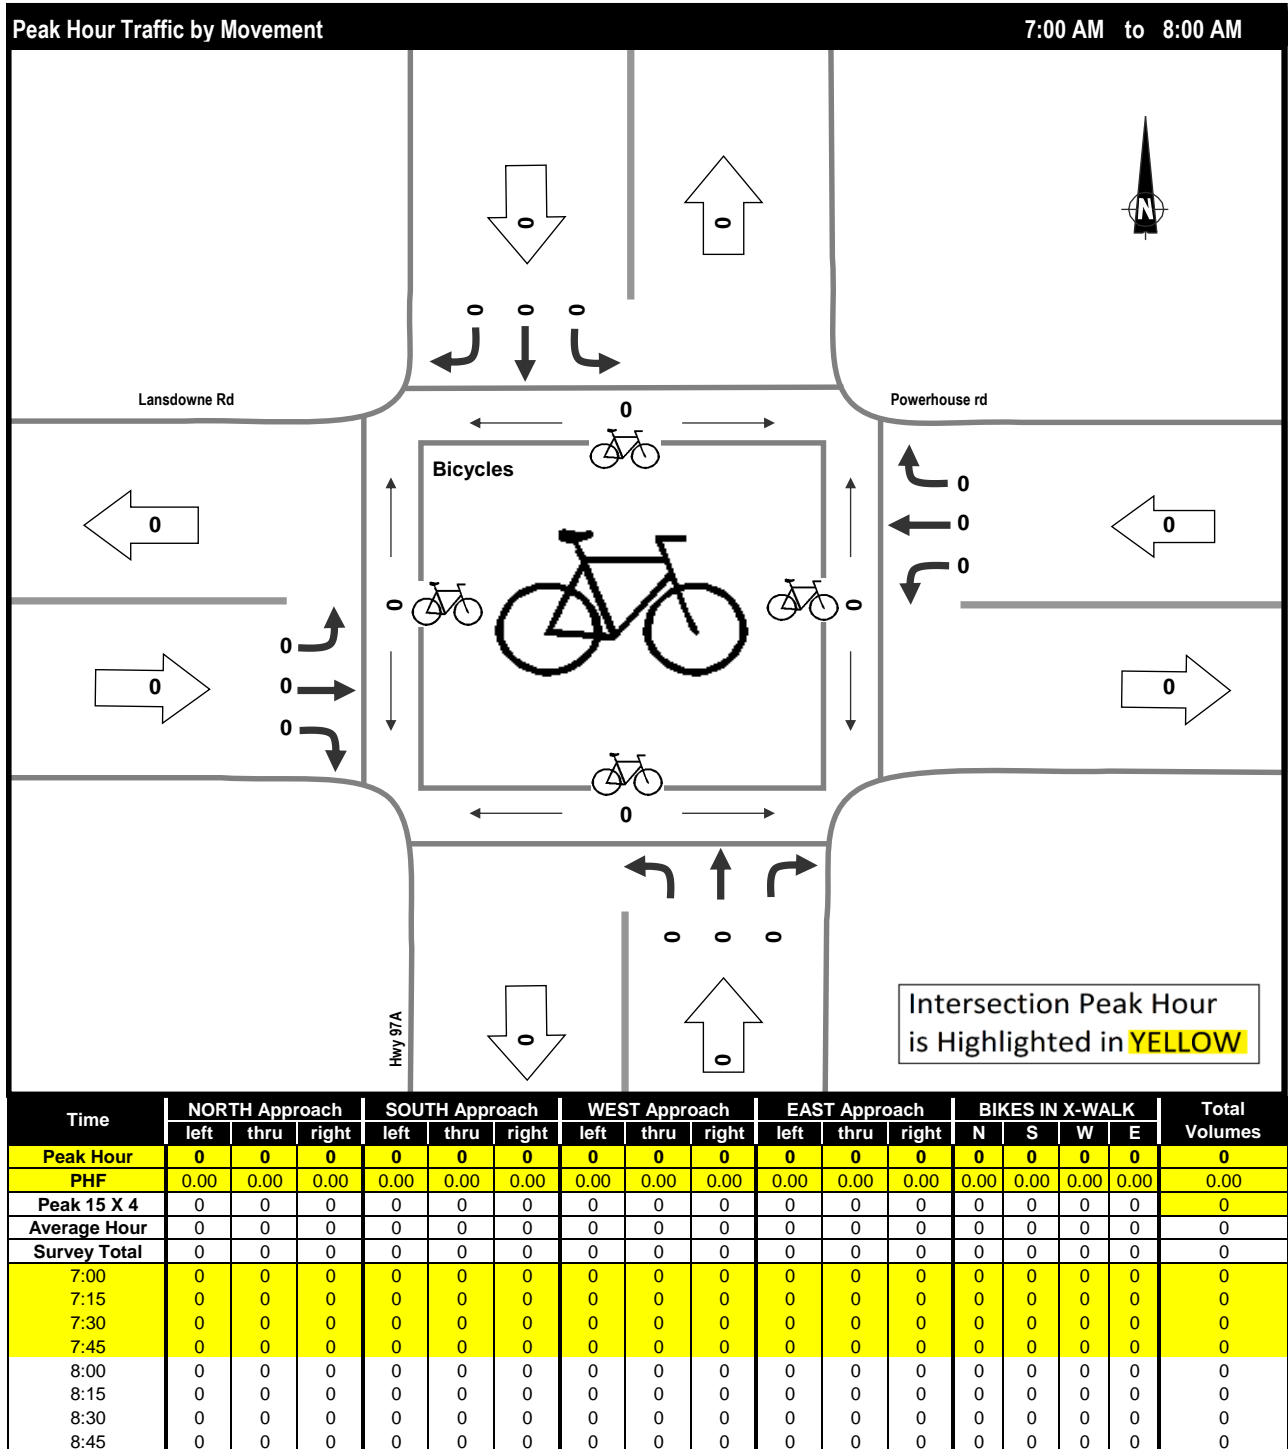 Peak Hour Traffic by Movement 7:00 AM to 8:00 AM
0 0
0 0 0
Lansdowne Rd Powerhouse rd
0
Bicycles
0
0 0 0
0
0 0
0
0 0 0
0
0
0
0 0 0
Hwy 97A
0 0
N
Intersection Peak Hour
is Highlighted in YELLOW
Time NORTH Approach SOUTH Approach WEST Approach EAST Approach BIKES IN X-WALK Total
left thru right left thru right left thru right left thru right N S W E Volumes
Peak Hour 0 0 0 0 0 0 0 0 0 0 0 0 0 0 0 0 0
PHF 0.00 0.00 0.00 0.00 0.00 0.00 0.00 0.00 0.00 0.00 0.00 0.00 0.00 0.00 0.00 0.00 0.00
Peak 15 X 4 0 0 0 0 0 0 0 0 0 0 0 0 0 0 0 0 0
Average Hour 0 0 0 0 0 0 0 0 0 0 0 0 0 0 0 0 0
Survey Total 0 0 0 0 0 0 0 0 0 0 0 0 0 0 0 0 0
7:00 0 0 0 0 0 0 0 0 0 0 0 0 0 0 0 0 0
7:15 0 0 0 0 0 0 0 0 0 0 0 0 0 0 0 0 0
7:30 0 0 0 0 0 0 0 0 0 0 0 0 0 0 0 0 0
7:45 0 0 0 0 0 0 0 0 0 0 0 0 0 0 0 0 0
8:00 0 0 0 0 0 0 0 0 0 0 0 0 0 0 0 0 0
8:15 0 0 0 0 0 0 0 0 0 0 0 0 0 0 0 0 0
8:30 0 0 0 0 0 0 0 0 0 0 0 0 0 0 0 0 0
8:45 0 0 0 0 0 0 0 0 0 0 0 0 0 0 0 0 0